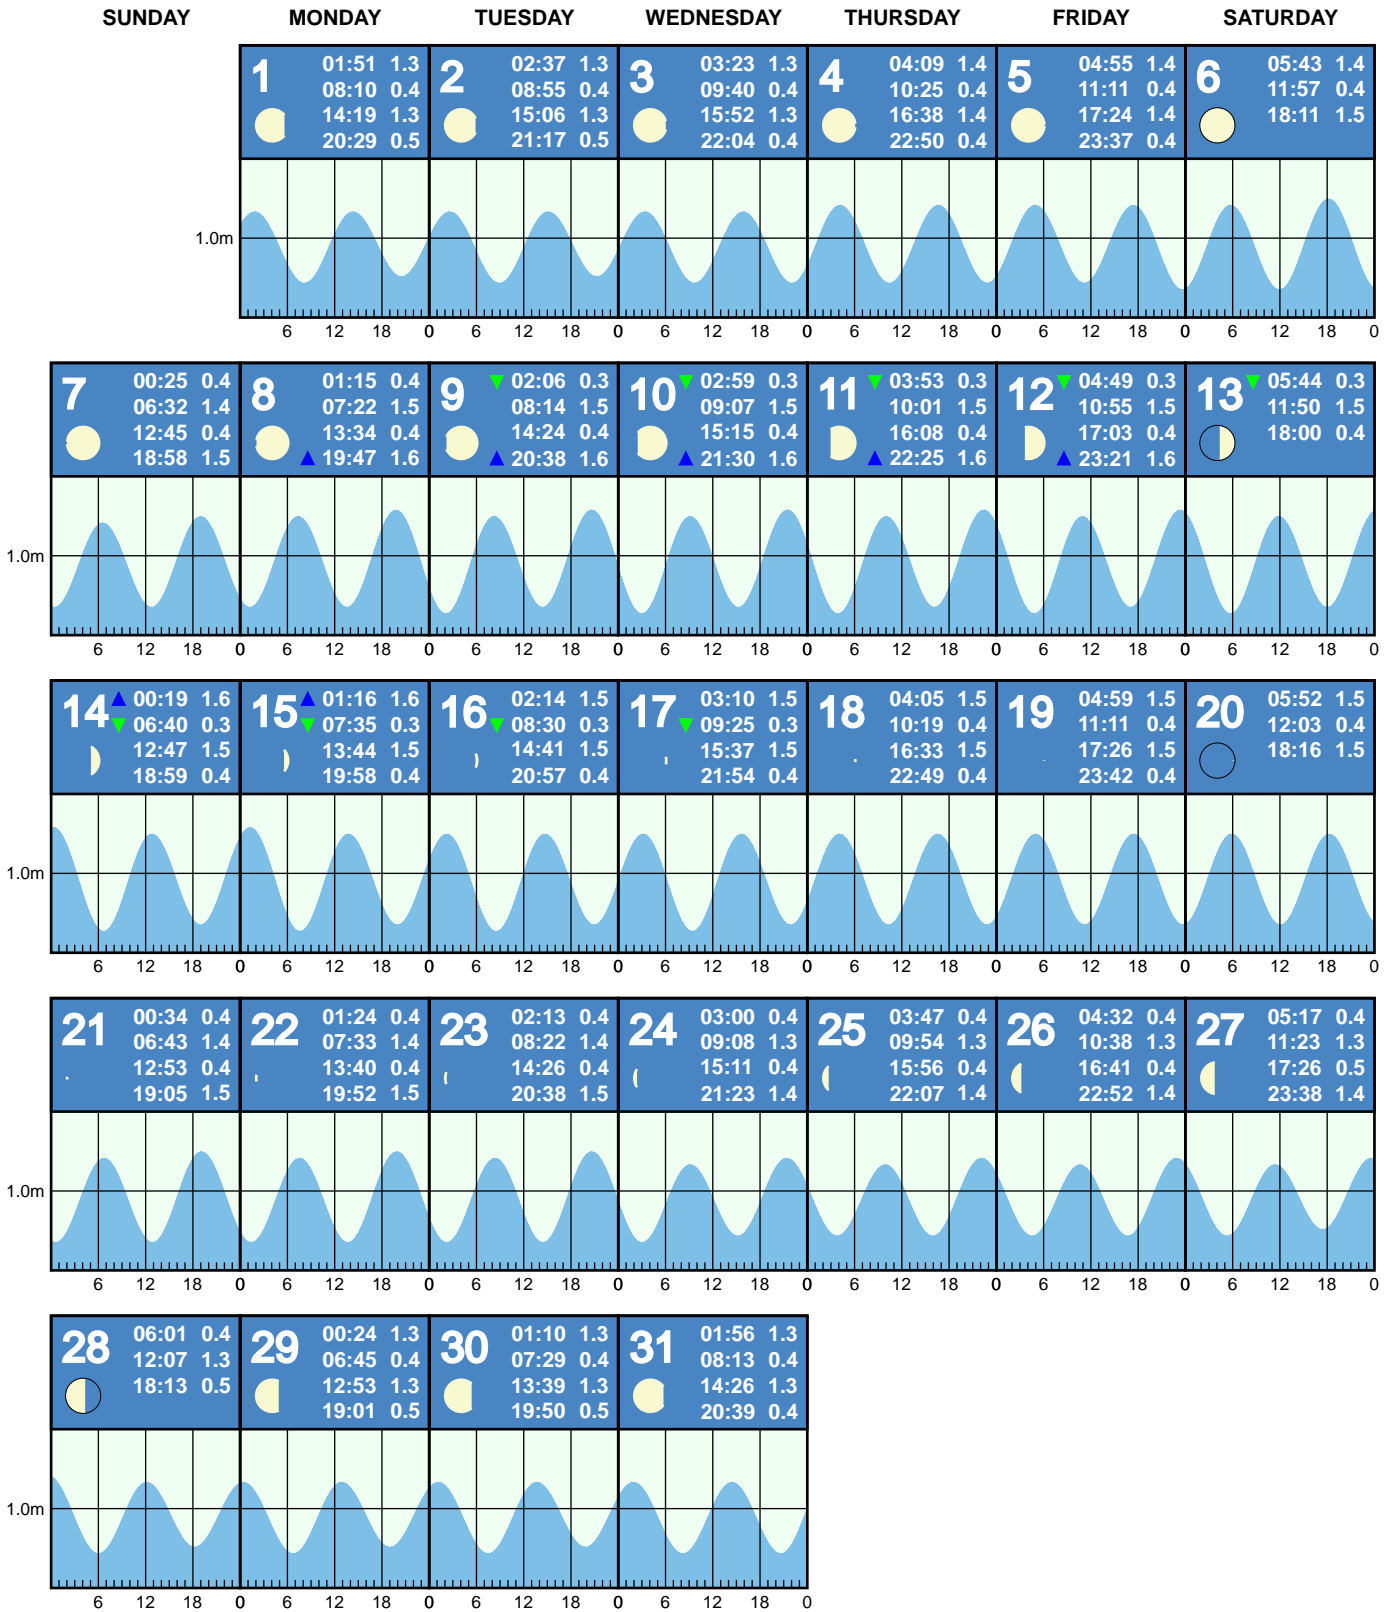 SUNDAY MONDAY TUESDAY WEDNESDAY THURSDAY FRIDAY SATURDAY
1 01:51 1.3
08:10 0.4
14:19 1.3
20:29 0.5
2 02:37 1.3
08:55 0.4
15:06 1.3
21:17 0.5
3 03:23 1.3
09:40 0.4
15:52 1.3
22:04 0.4
4 04:09 1.4
10:25 0.4
16:38 1.4
22:50 0.4
5 04:55 1.4
11:11 0.4
17:24 1.4
23:37 0.4
6 05:43 1.4
11:57 0.4
18:11 1.5
1.0m
6 12 18 0 6 12 18 0 6 12 18 0 6 12 18 0 6 12 18 0 6 12 18 0
7 00:25 0.4
06:32 1.4
12:45 0.4
18:58 1.5
8 01:15 0.4
07:22 1.5
13:34 0.4
▲ 19:47 1.6
9 ▼ 02:06 0.3
08:14 1.5
14:24 0.4
▲ 20:38 1.6
10 ▼ 02:59 0.3
09:07 1.5
15:15 0.4
▲ 21:30 1.6
11 ▼ 03:53 0.3
10:01 1.5
16:08 0.4
▲ 22:25 1.6
12 ▼ 04:49 0.3
10:55 1.5
17:03 0.4
▲ 23:21 1.6
13 ▼ 05:44 0.3
11:50 1.5
18:00 0.4
1.0m
6 12 18 0 6 12 18 0 6 12 18 0 6 12 18 0 6 12 18 0 6 12 18 0 6 12 18 0
14 ▲ 00:19 1.6
▼ 06:40 0.3
12:47 1.5
18:59 0.4
15 ▲ 01:16 1.6
▼ 07:35 0.3
13:44 1.5
19:58 0.4
16 02:14 1.5
▼ 08:30 0.3
14:41 1.5
20:57 0.4
17 03:10 1.5
▼ 09:25 0.3
15:37 1.5
21:54 0.4
18 04:05 1.5
10:19 0.4
16:33 1.5
22:49 0.4
19 04:59 1.5
11:11 0.4
17:26 1.5
23:42 0.4
20 05:52 1.5
12:03 0.4
18:16 1.5
1.0m
6 12 18 0 6 12 18 0 6 12 18 0 6 12 18 0 6 12 18 0 6 12 18 0 6 12 18 0
21 00:34 0.4
06:43 1.4
12:53 0.4
19:05 1.5
22 01:24 0.4
07:33 1.4
13:40 0.4
19:52 1.5
23 02:13 0.4
08:22 1.4
14:26 0.4
20:38 1.5
24 03:00 0.4
09:08 1.3
15:11 0.4
21:23 1.4
25 03:47 0.4
09:54 1.3
15:56 0.4
22:07 1.4
26 04:32 0.4
10:38 1.3
16:41 0.4
22:52 1.4
27 05:17 0.4
11:23 1.3
17:26 0.5
23:38 1.4
1.0m
6 12 18 0 6 12 18 0 6 12 18 0 6 12 18 0 6 12 18 0 6 12 18 0 6 12 18 0
28 06:01 0.4
12:07 1.3
18:13 0.5
29 00:24 1.3
06:45 0.4
12:53 1.3
19:01 0.5
30 01:10 1.3
07:29 0.4
13:39 1.3
19:50 0.5
31 01:56 1.3
08:13 0.4
14:26 1.3
20:39 0.4
1.0m
6 12 18 0 6 12 18 0 6 12 18 0 6 12 18 0